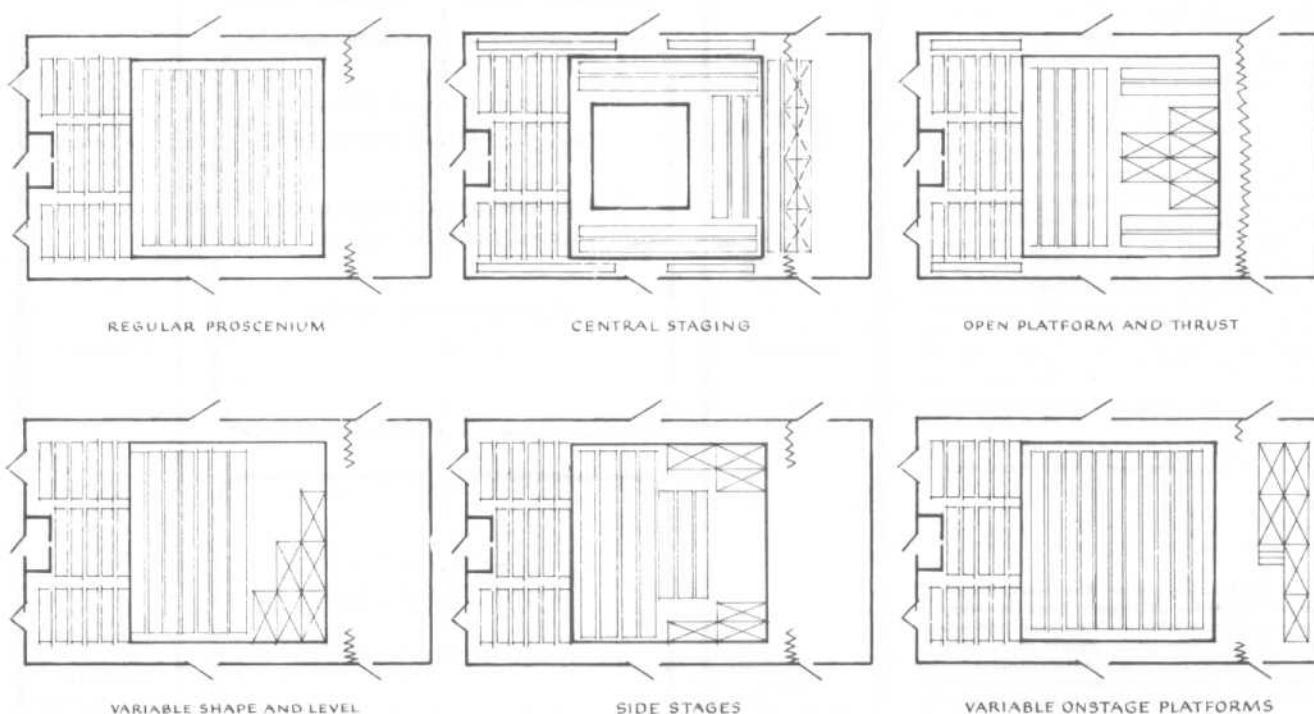 REGULAR PROSCENIUM
CENTRAL STAGING
OPEN PLATFORM AND THRUST
VARIABLE SHAPE AND LEVEL
SIDE STAGES
VARIABLE ONSTAGE PLATFORMS